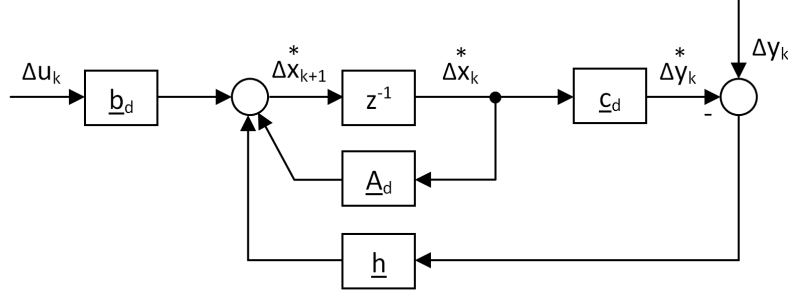 Δu_k
b_d
Δx*_{k+1}
z^{-1}
Δx*_k
c_d
Δy*_k
Δy_k
-
A_d
h